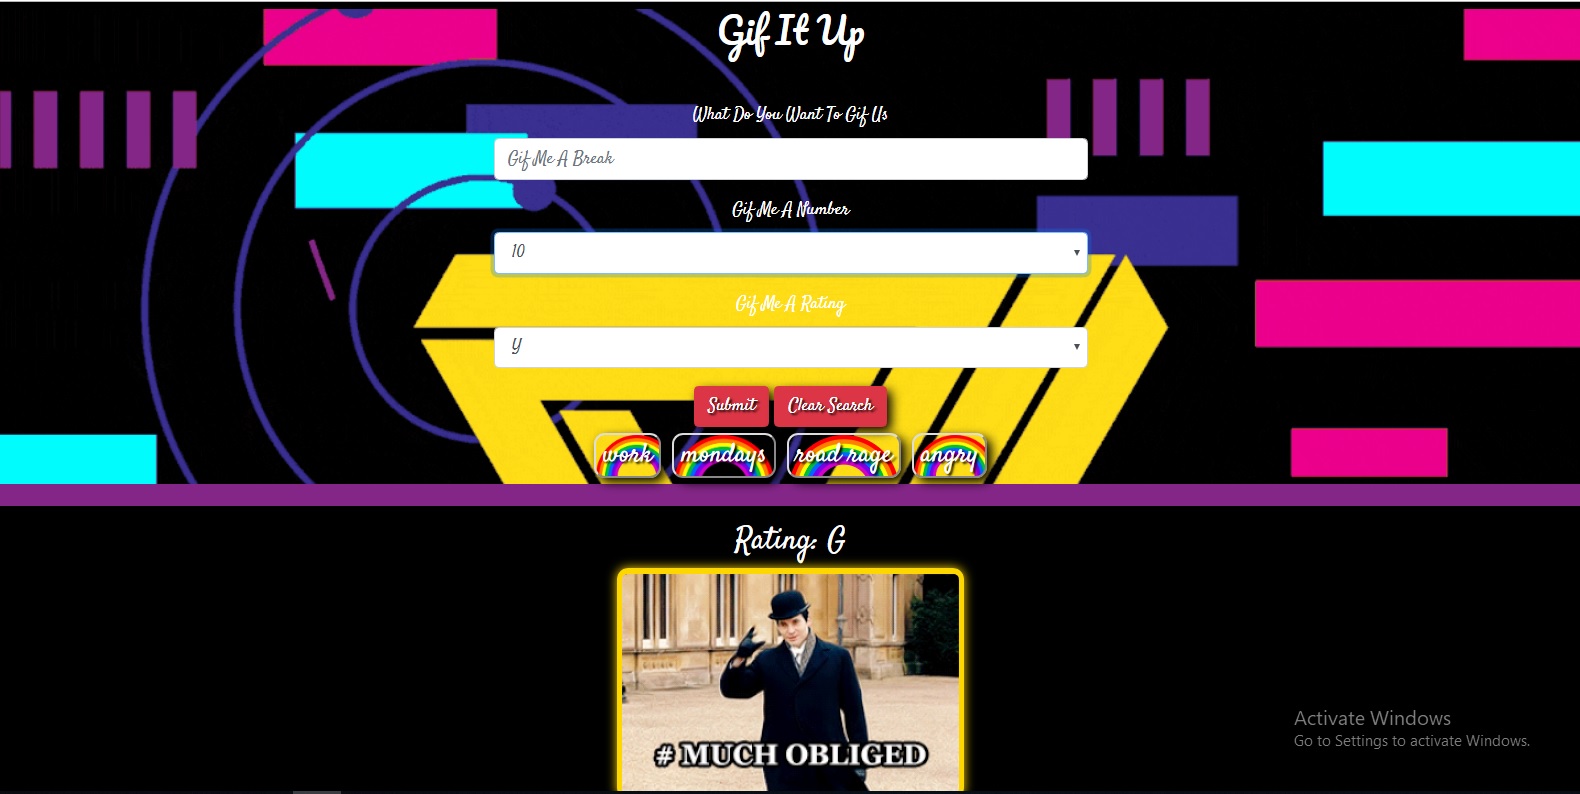 Gif It Up
What Do You Want To Gif Us
Gif Me A Break
Gif Me A Number
10
Gif Me A Rating
Y
Submit Clear Search
work mondays road rage angry
Rating: G
# MUCH OBLIGED
Activate Windows
Go to Settings to activate Windows.